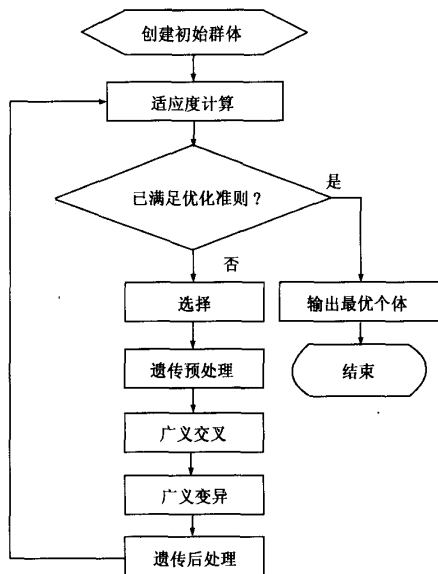 创建初始群体
适应度计算
已满足优化准则?
是
否
选择
输出最优个体
遗传预处理
结束
广义交叉
广义变异
遗传后处理